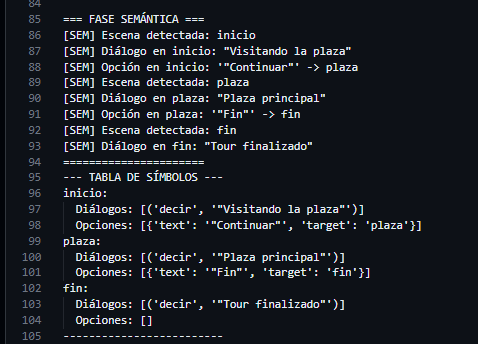 84
85 === FASE SEMÁNTICA ===
86 [SEM] Escena detectada: inicio
87 [SEM] Diálogo en inicio: "Visitando la plaza"
88 [SEM] Opción en inicio: '"Continuar"' -> plaza
89 [SEM] Escena detectada: plaza
90 [SEM] Diálogo en plaza: "Plaza principal"
91 [SEM] Opción en plaza: '"Fin"' -> fin
92 [SEM] Escena detectada: fin
93 [SEM] Diálogo en fin: "Tour finalizado"
94 ======================
95 --- TABLA DE SÍMBOLOS ---
96 inicio:
97   Diálogos: [('decir', '"Visitando la plaza"')]
98   Opciones: [{'text': '"Continuar"', 'target': 'plaza'}]
99 plaza:
100   Diálogos: [('decir', '"Plaza principal"')]
101   Opciones: [{'text': '"Fin"', 'target': 'fin'}]
102 fin:
103   Diálogos: [('decir', '"Tour finalizado"')]
104   Opciones: []
105 -------------------------